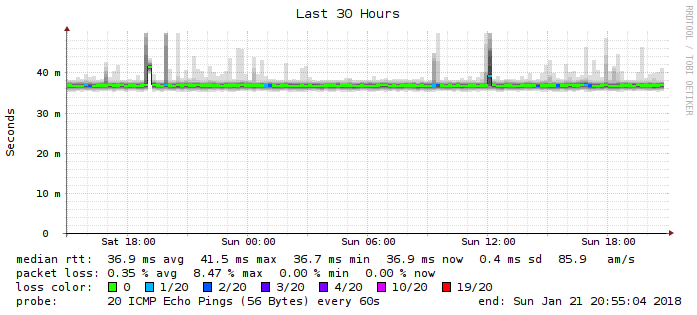 Last 30 Hours
RRDTOOL / TOBI OETIKER
Seconds
40 m
30 m
20 m
10 m
0
Sat 18:00 Sun 00:00 Sun 06:00 Sun 12:00 Sun 18:00
median rtt: 36.9 ms avg 41.5 ms max 36.7 ms min 36.9 ms now 0.4 ms sd 85.9 am/s
packet loss: 0.35 % avg 8.47 % max 0.00 % min 0.00 % now
loss color: 0 1/20 2/20 3/20 4/20 10/20 19/20
probe: 20 ICMP Echo Pings (56 Bytes) every 60s end: Sun Jan 21 20:55:04 2018